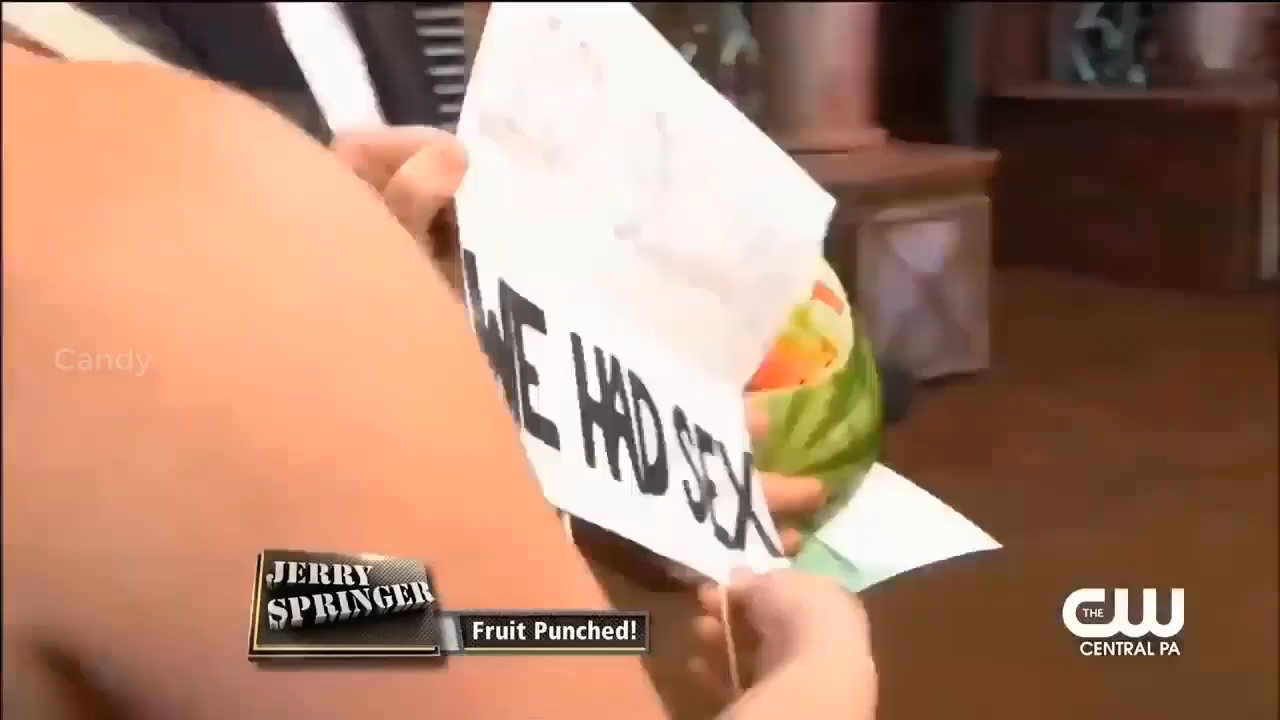 WE HAD SEX
Candy
JERRY
SPRINGER
Fruit Punched!
THE CW
CENTRAL PA